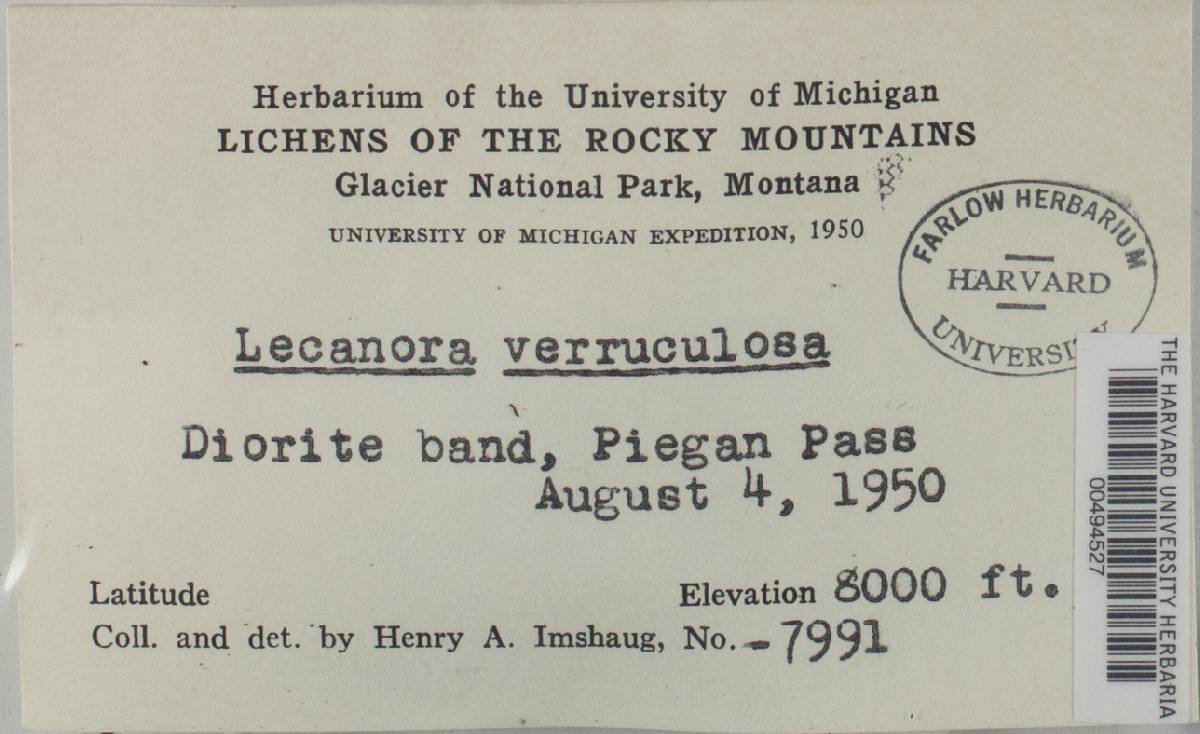 Herbarium of the University of Michigan
LICHENS OF THE ROCKY MOUNTAINS
Glacier National Park, Montana
UNIVERSITY OF MICHIGAN EXPEDITION, 1950
FARLOW HERBARIUM
HARVARD
UNIVERSITY
Lecanora verruculosa
Diorite band, Piegan Pass
August 4, 1950
Latitude
Elevation 8000 ft.
Coll. and det. by Henry A. Imshaug, No. - 7991
THE HARVARD UNIVERSITY HERBARIA
00494527